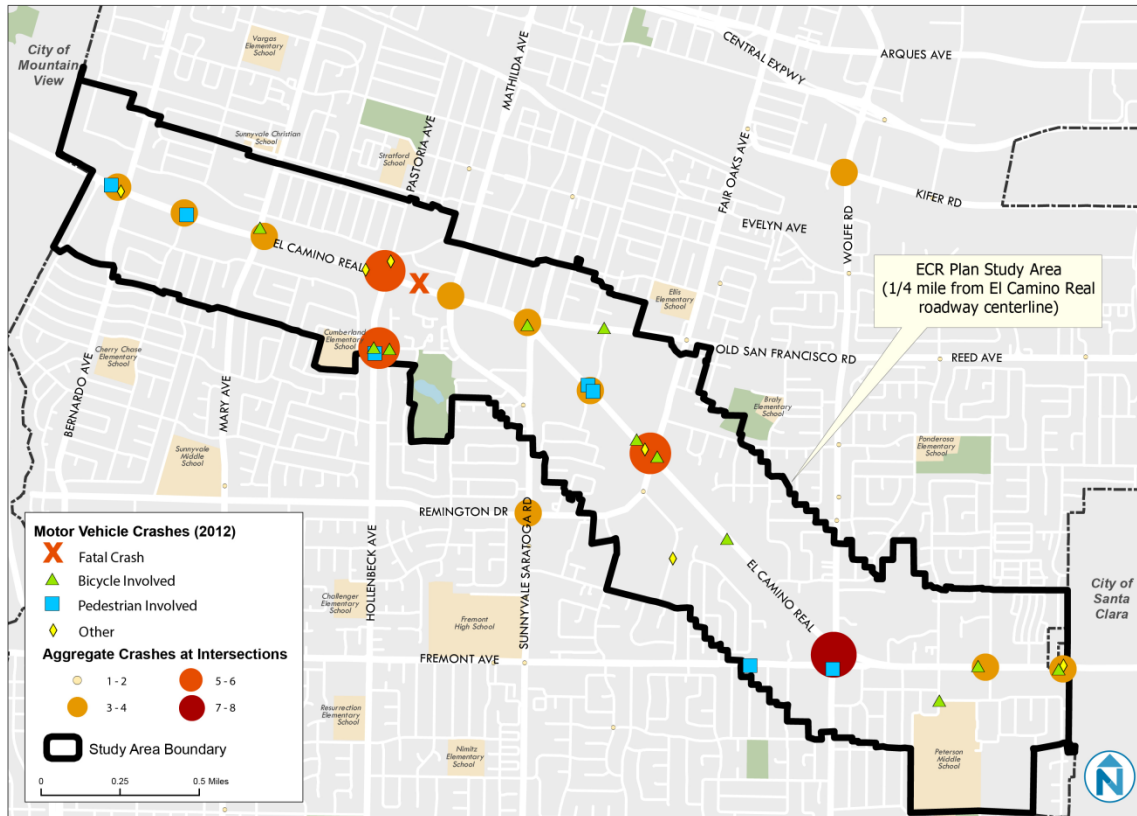 City of
Mountain
View
Vargas
Elementary
School
MATHILDA AVE
CENTRAL EXPWY
ARQUES AVE
Sunnyvale Christian
School
Stratford
School
PASTORIA AVE
FAIR OAKS AVE
KIFER RD
EVELYN AVE
WOLFE RD
EL CAMINO REAL
ECR Plan Study Area
(1/4 mile from El Camino Real
roadway centerline)
Ellis
Elementary
School
Cumberland
Elementary
School
Cherry Chase
Elementary
School
OLD SAN FRANCISCO RD
REED AVE
BERNARDO AVE
MARY AVE
Braly
Elementary
School
Ponderosa
Elementary
School
Sunnyvale
Middle
School
REMINGTON DR
SUNNYVALE SARATOGA RD
HOLLENBECK AVE
EL CAMINO REAL
City of
Santa
Clara
Challenger
Elementary
School
Fremont
High School
FREMONT AVE
Resurrection
Elementary
School
Nimitz
Elementary
School
Peterson
Middle
School
Motor Vehicle Crashes (2012)
X Fatal Crash
Bicycle Involved
Pedestrian Involved
Other
Aggregate Crashes at Intersections
1 - 2
5 - 6
3 - 4
7 - 8
Study Area Boundary
0 0.25 0.5 Miles
N